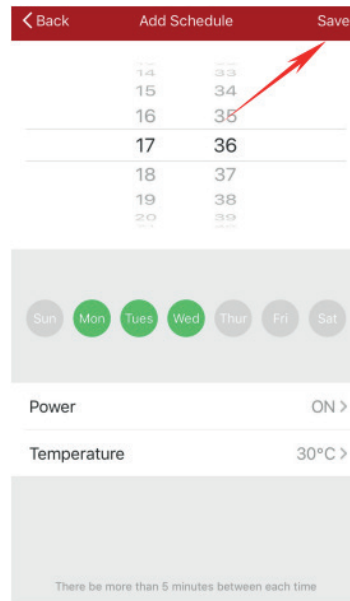 < Back Add Schedule Save
14 33
15 34
16 35
17 36
18 37
19 38
20 39
Sun Mon Tues Wed Thur Fri Sat
Power ON >
Temperature 30°C >
There be more than 5 minutes between each time